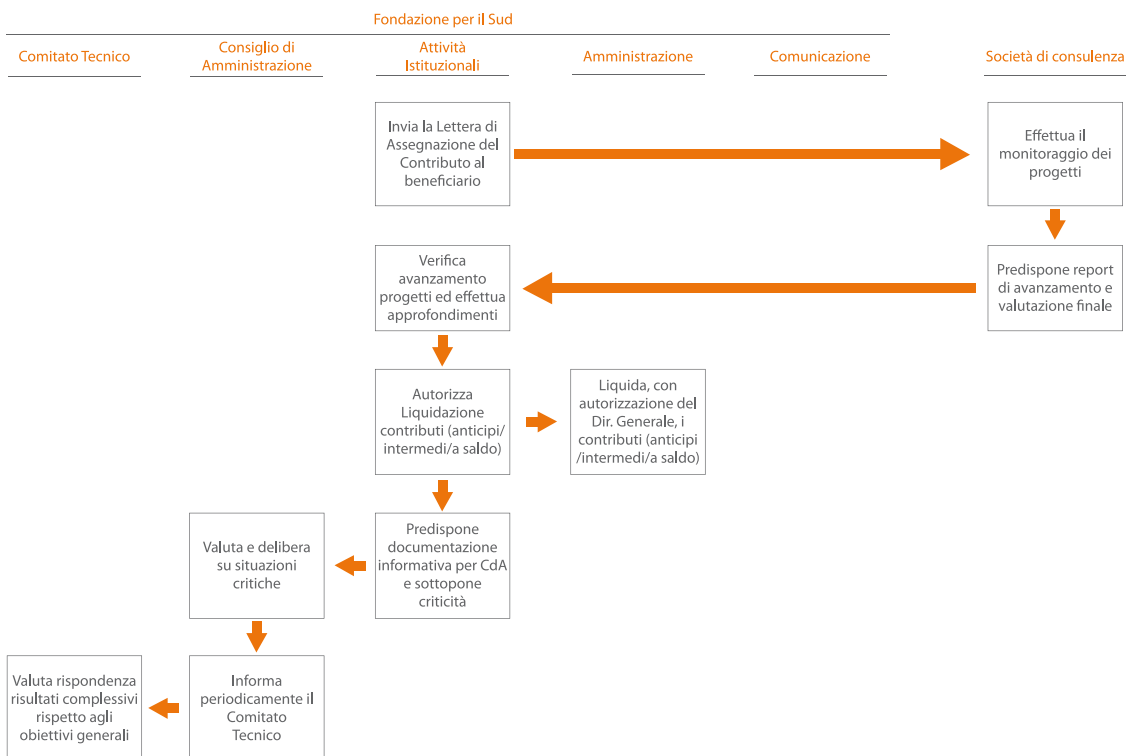 Fondazione per il Sud
Comitato Tecnico
Consiglio di
Amministrazione
Attività
Istituzionali
Amministrazione
Comunicazione
Società di consulenza
Invia la Lettera di
Assegnazione del
Contributo al
beneficiario
Effettua il
monitoraggio dei
progetti
Verifica
avanzamento
progetti ed effettua
approfondimenti
Predispone report
di avanzamento e
valutazione finale
Autorizza
Liquidazione
contributi (anticipi/
intermedi/a saldo)
Liquida, con
autorizzazione del
Dir. Generale, i
contributi (anticipi
/intermedi/a saldo)
Valuta e delibera
su situazioni
critiche
Predispone
documentazione
informativa per CdA
e sottopone
criticità
Valuta rispondenza
risultati complessivi
rispetto agli
obiettivi generali
Informa
periodicamente il
Comitato
Tecnico